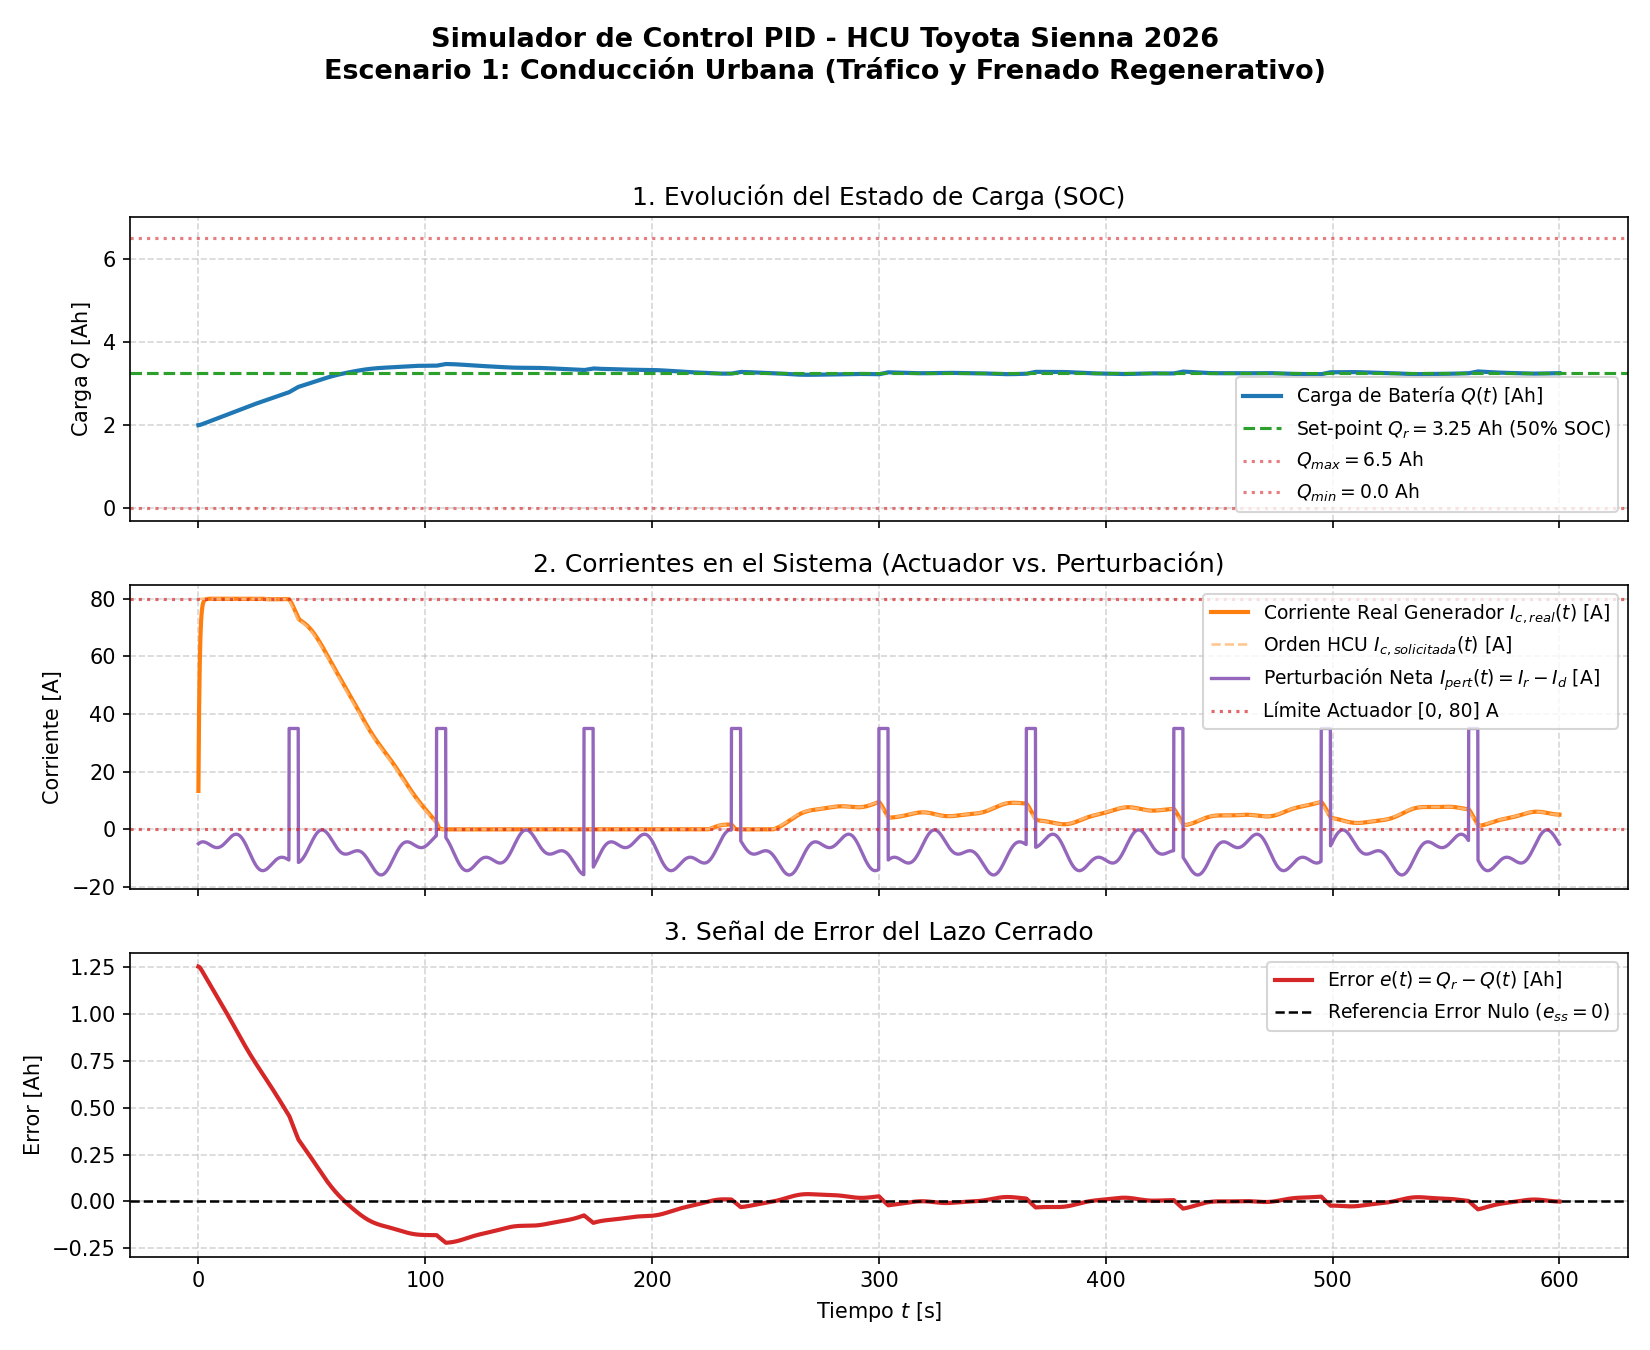 Simulador de Control PID - HCU Toyota Sienna 2026
Escenario 1: Conducción Urbana (Tráfico y Frenado Regenerativo)
1. Evolución del Estado de Carga (SOC)
Carga Q [Ah]
6
4
2
0
Carga de Batería Q(t) [Ah]
Set-point Q_r = 3.25 Ah (50% SOC)
Q_max = 6.5 Ah
Q_min = 0.0 Ah
2. Corrientes en el Sistema (Actuador vs. Perturbación)
Corriente [A]
80
60
40
20
0
−20
Corriente Real Generador I_c,real(t) [A]
Orden HCU I_c,solicitada(t) [A]
Perturbación Neta I_pert(t) = I_r − I_d [A]
Límite Actuador [0, 80] A
3. Señal de Error del Lazo Cerrado
Error [Ah]
1.25
1.00
0.75
0.50
0.25
0.00
−0.25
Error e(t) = Q_r − Q(t) [Ah]
Referencia Error Nulo (e_ss = 0)
0 100 200 300 400 500 600
Tiempo t [s]